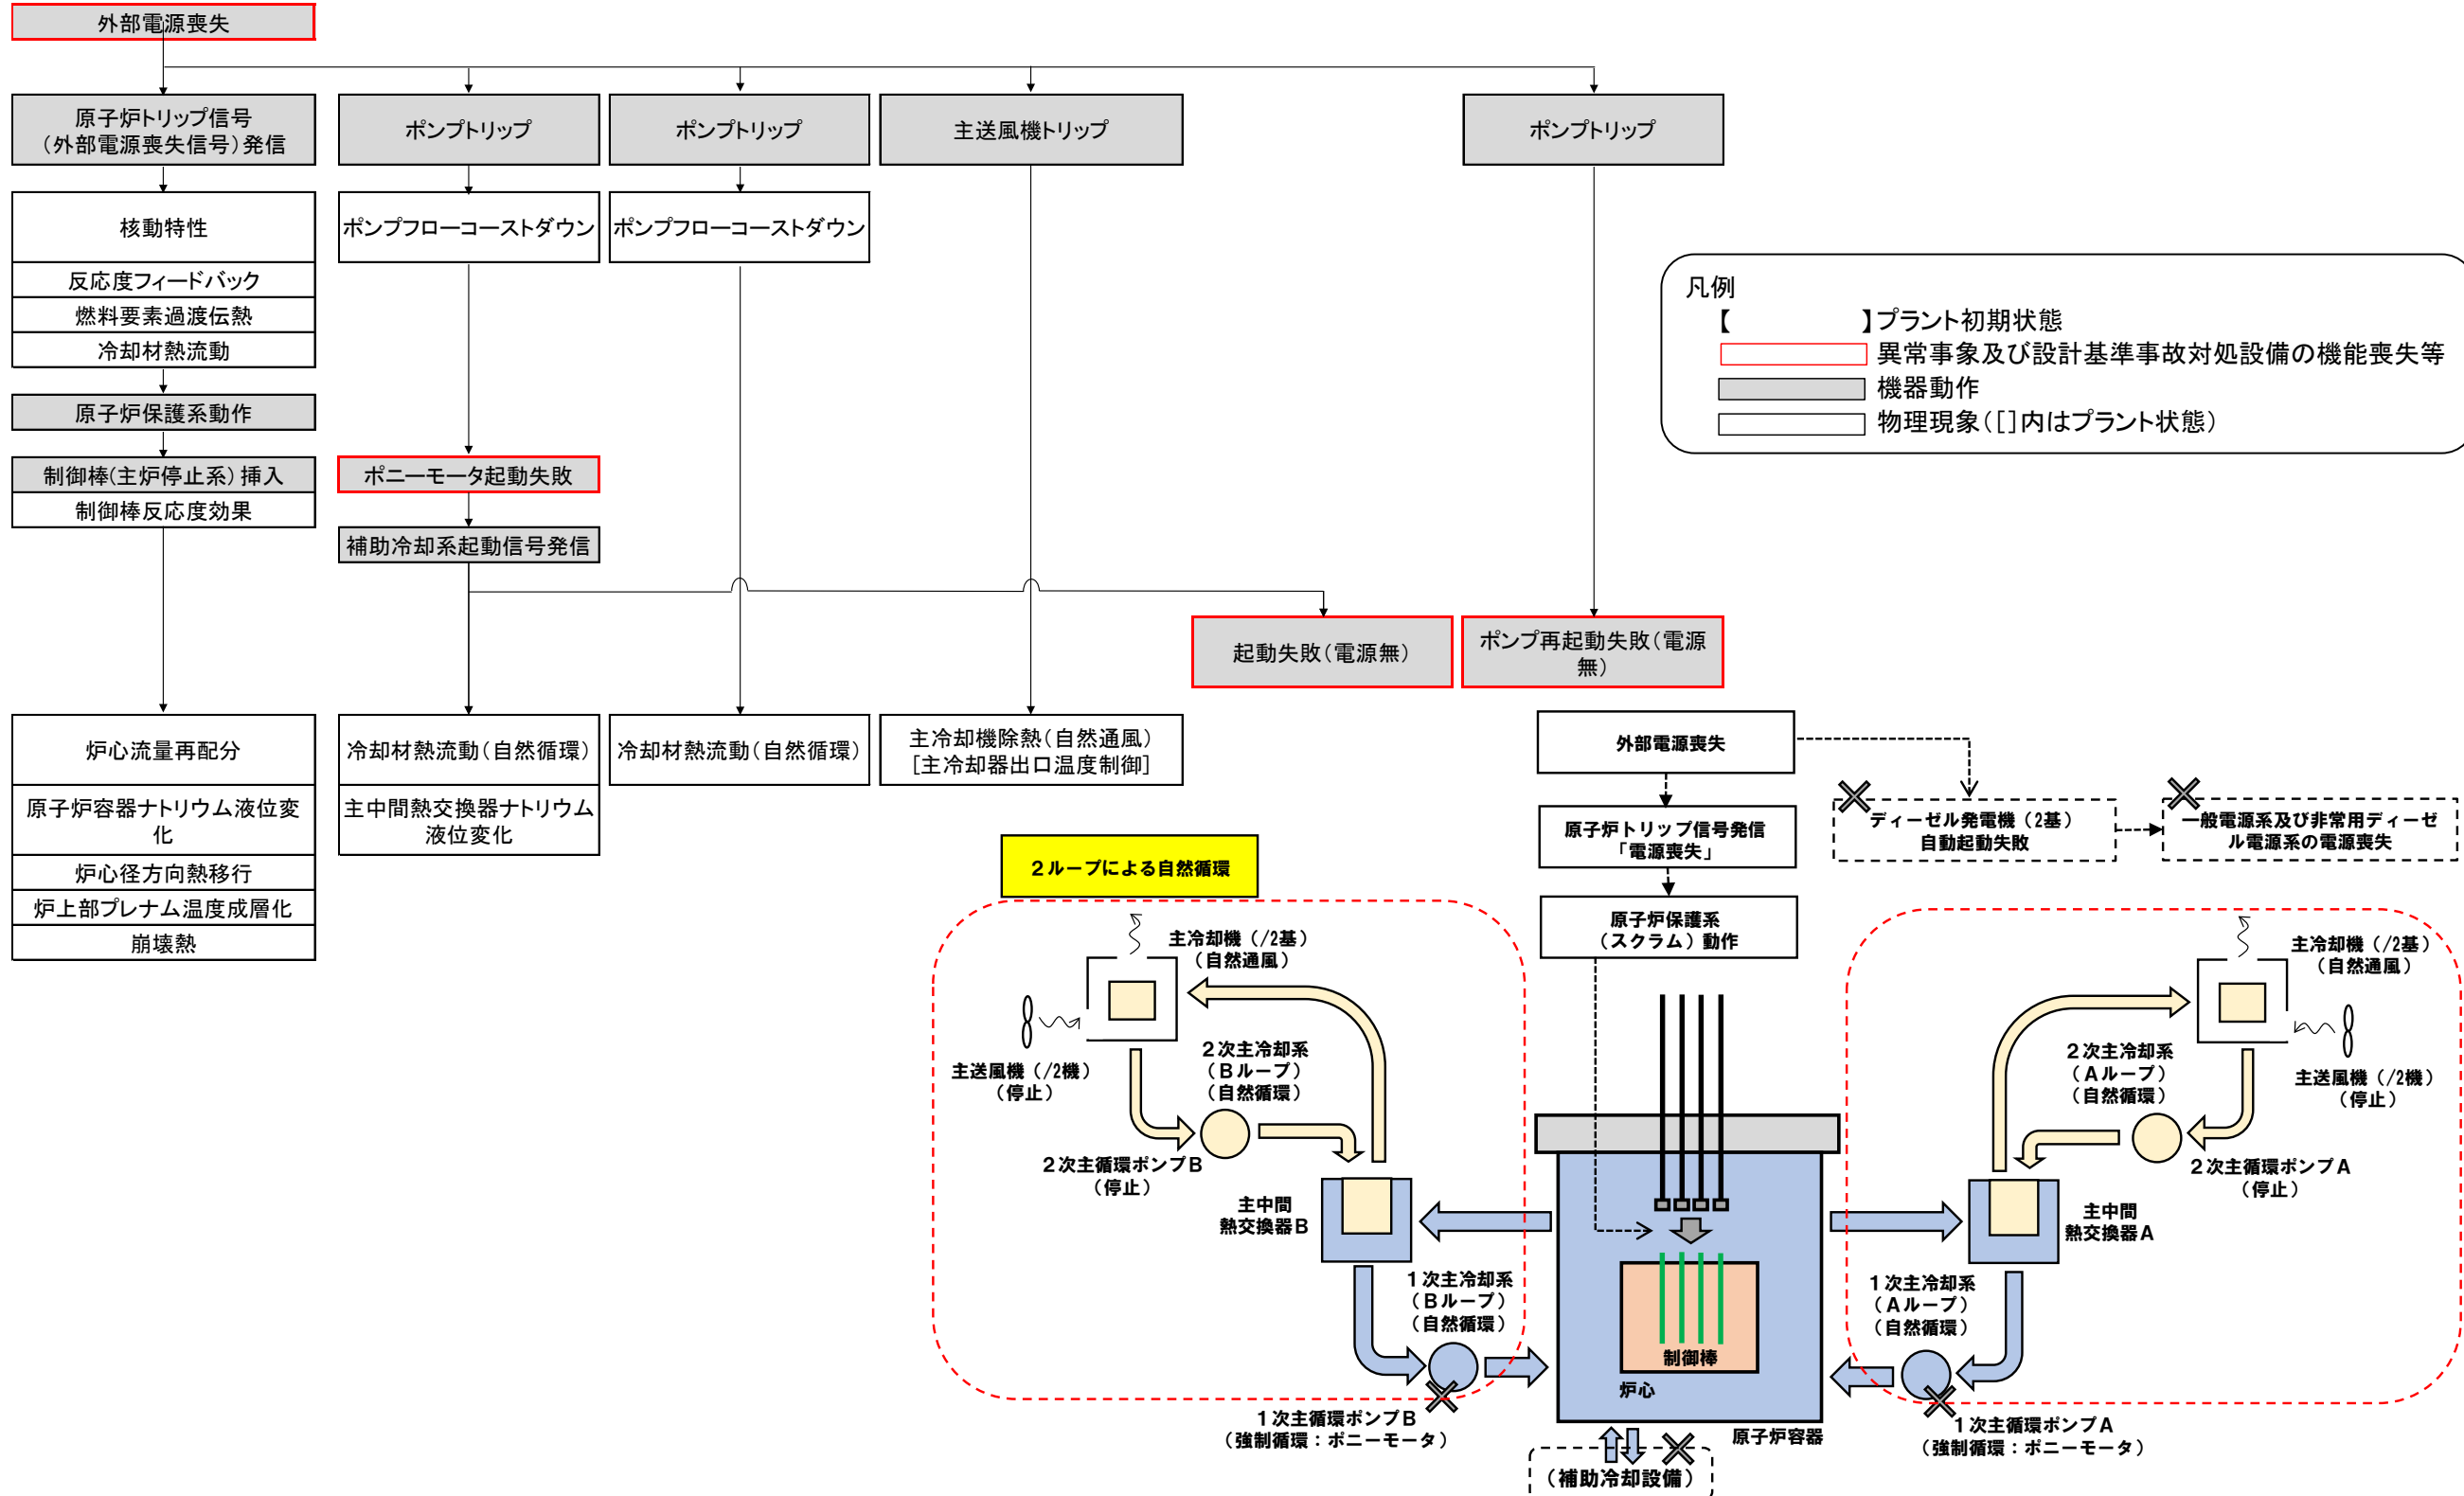 外部電源喪失
原子炉トリップ信号
（外部電源喪失信号）発信
ポンプトリップ
ポンプトリップ
主送風機トリップ
ポンプトリップ
核動特性
ポンプフローコーストダウン
ポンプフローコーストダウン
反応度フィードバック
燃料要素過渡伝熱
冷却材熱流動
原子炉保護系動作
制御棒(主炉停止系)挿入
制御棒反応度効果
ポニーモータ起動失敗
補助冷却系起動信号発信
起動失敗（電源無）
ポンプ再起動失敗（電源
無）
凡例
【　　　　　】プラント初期状態
異常事象及び設計基準事故対処設備の機能喪失等
機器動作
物理現象（[]内はプラント状態）
炉心流量再配分
冷却材熱流動（自然循環）
冷却材熱流動（自然循環）
主冷却機除熱（自然通風）
[主冷却器出口温度制御]
原子炉容器ナトリウム液位変
化
主中間熱交換器ナトリウム
液位変化
炉心径方向熱移行
炉上部プレナム温度成層化
崩壊熱
外部電源喪失
原子炉トリップ信号発信
「電源喪失」
ディーゼル発電機（2基）
自動起動失敗
一般電源系及び非常用ディーゼ
ル電源系の電源喪失
原子炉保護系
（スクラム）動作
２ループによる自然循環
主冷却機（/2基）
（自然通風）
主送風機（/2機）
（停止）
２次主冷却系
（Ｂループ）
（自然循環）
２次主循環ポンプＢ
（停止）
主中間
熱交換器Ｂ
１次主冷却系
（Ｂループ）
（自然循環）
１次主循環ポンプＢ
（強制循環：ポニーモータ）
制御棒
炉心
原子炉容器
（補助冷却設備）
主冷却機（/2基）
（自然通風）
２次主冷却系
（Ａループ）
（自然循環）
主送風機（/2機）
（停止）
２次主循環ポンプＡ
（停止）
主中間
熱交換器Ａ
１次主冷却系
（Ａループ）
（自然循環）
１次主循環ポンプＡ
（強制循環：ポニーモータ）